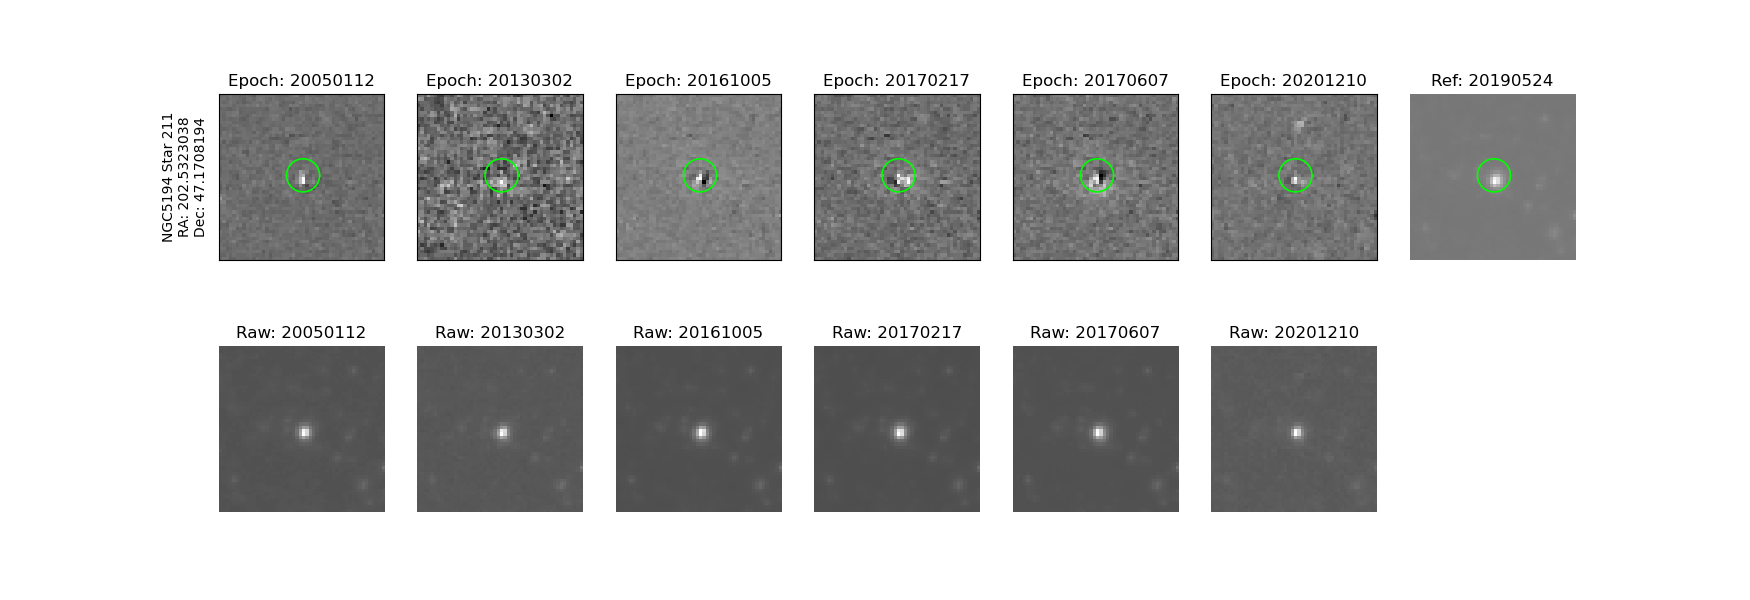 Epoch: 20050112
Epoch: 20130302
Epoch: 20161005
Epoch: 20170217
Epoch: 20170607
Epoch: 20201210
Ref: 20190524
NGC5194 Star 211
RA: 202.5323038
Dec: 47.1708194
Raw: 20050112
Raw: 20130302
Raw: 20161005
Raw: 20170217
Raw: 20170607
Raw: 20201210